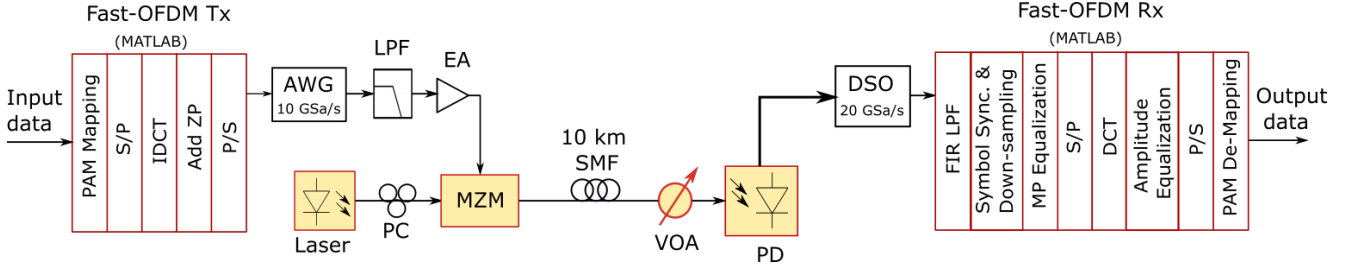 Fast-OFDM Tx
(MATLAB)
Input
data
PAM Mapping
S/P
IDCT
Add ZP
P/S
AWG
10 GSa/s
LPF
EA
Laser
PC
MZM
10 km
SMF
VOA
PD
DSO
20 GSa/s
Fast-OFDM Rx
(MATLAB)
FIR LPF
Symbol Sync. &
Down-sampling
MP Equalization
S/P
DCT
Amplitude
Equalization
P/S
PAM De-Mapping
Output
data